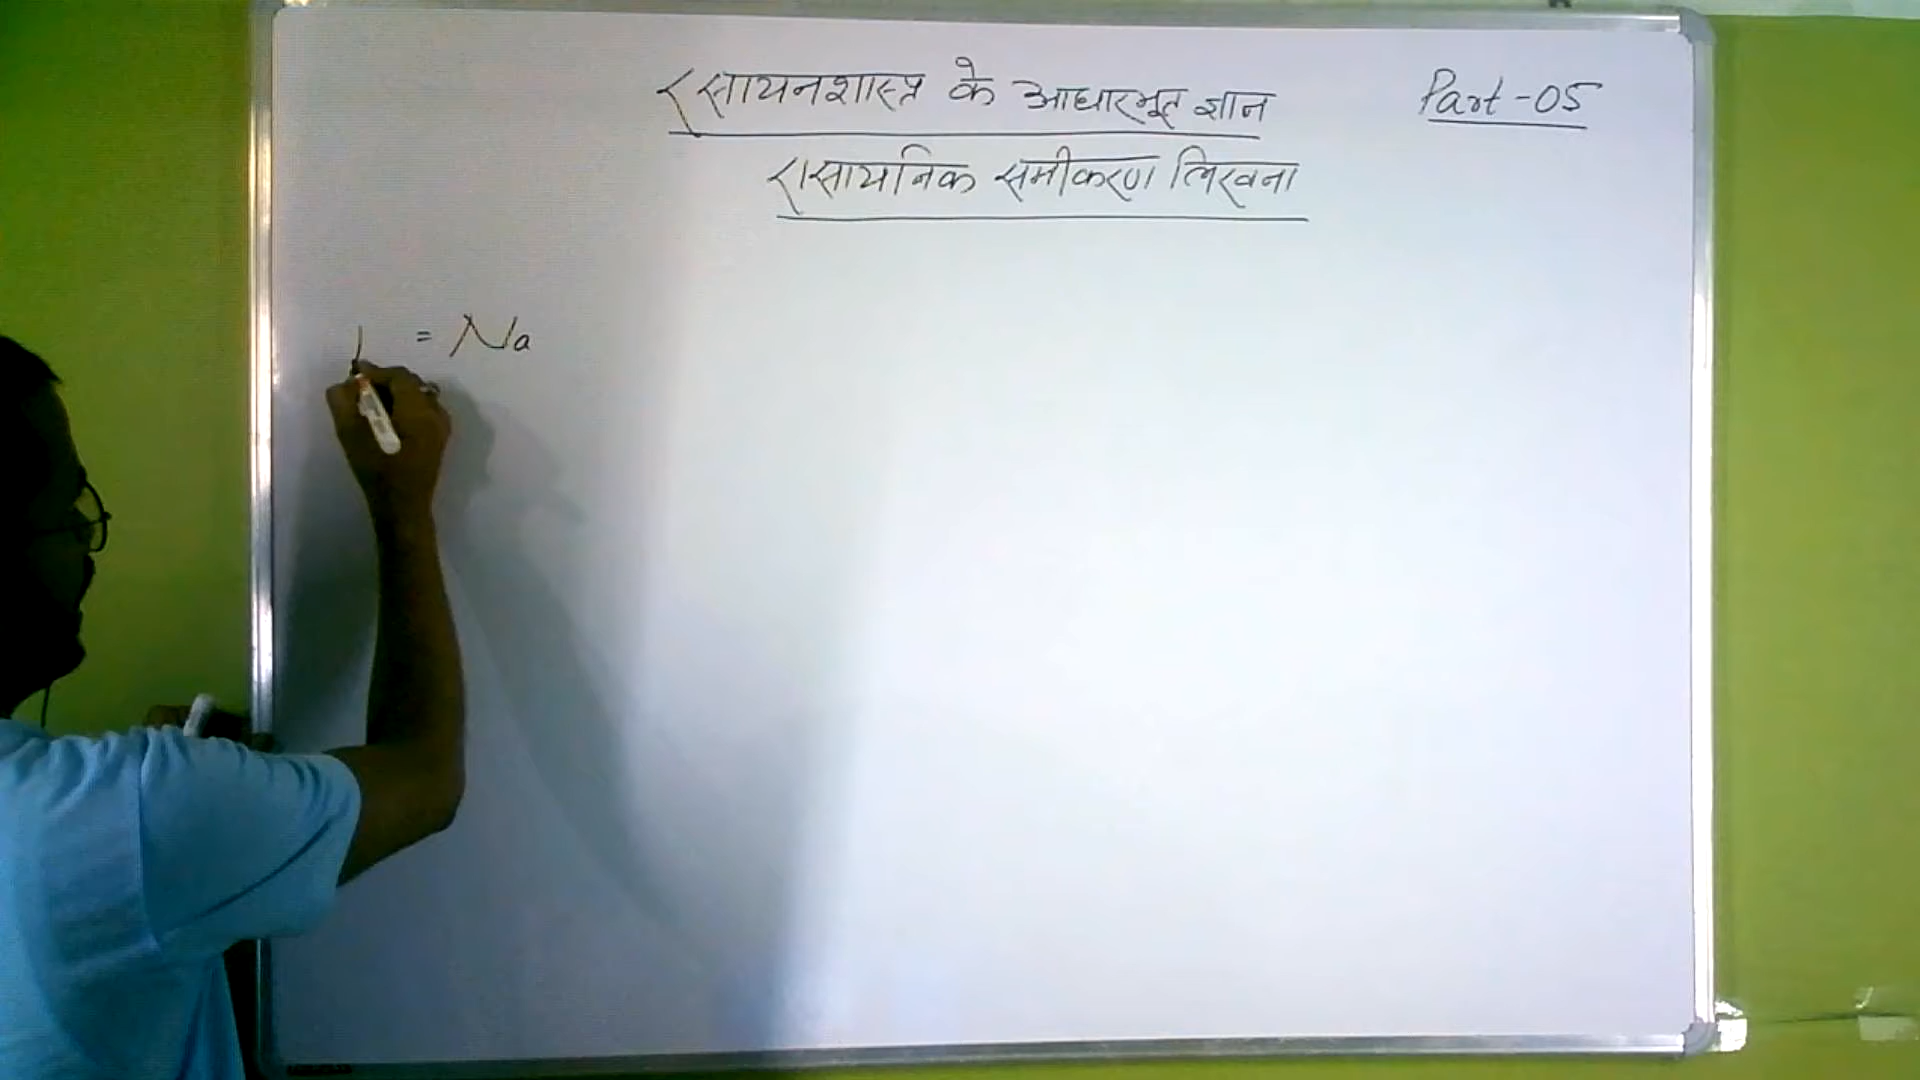 रसायनशास्त्र के आधारभूत ज्ञान
Part-05
रासायनिक समीकरण लिखना
= Na